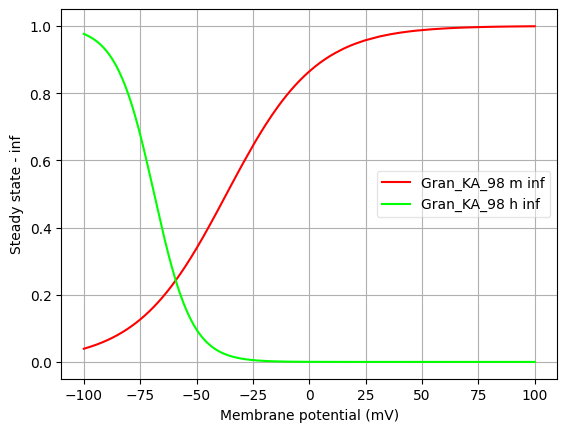 1.0
0.8
0.6
0.4
0.2
0.0
Steady state - inf
Gran_KA_98 m inf
Gran_KA_98 h inf
−100 −75 −50 −25 0 25 50 75 100
Membrane potential (mV)